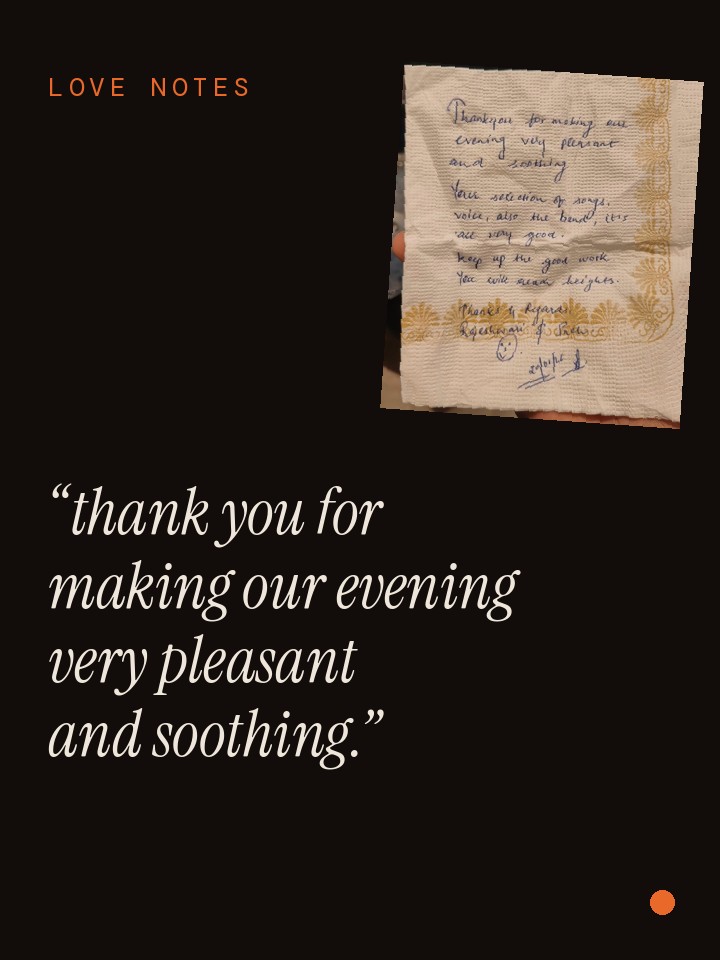 LOVE NOTES
Thankyou for making our
evening very pleasant
and soothing
Your selection of songs,
voice, also the band, it's
all very good.
keep up the good work
You will reach heights.
Thanks & Regards
Rajeshwari &
“thank you for
making our evening
very pleasant
and soothing.”